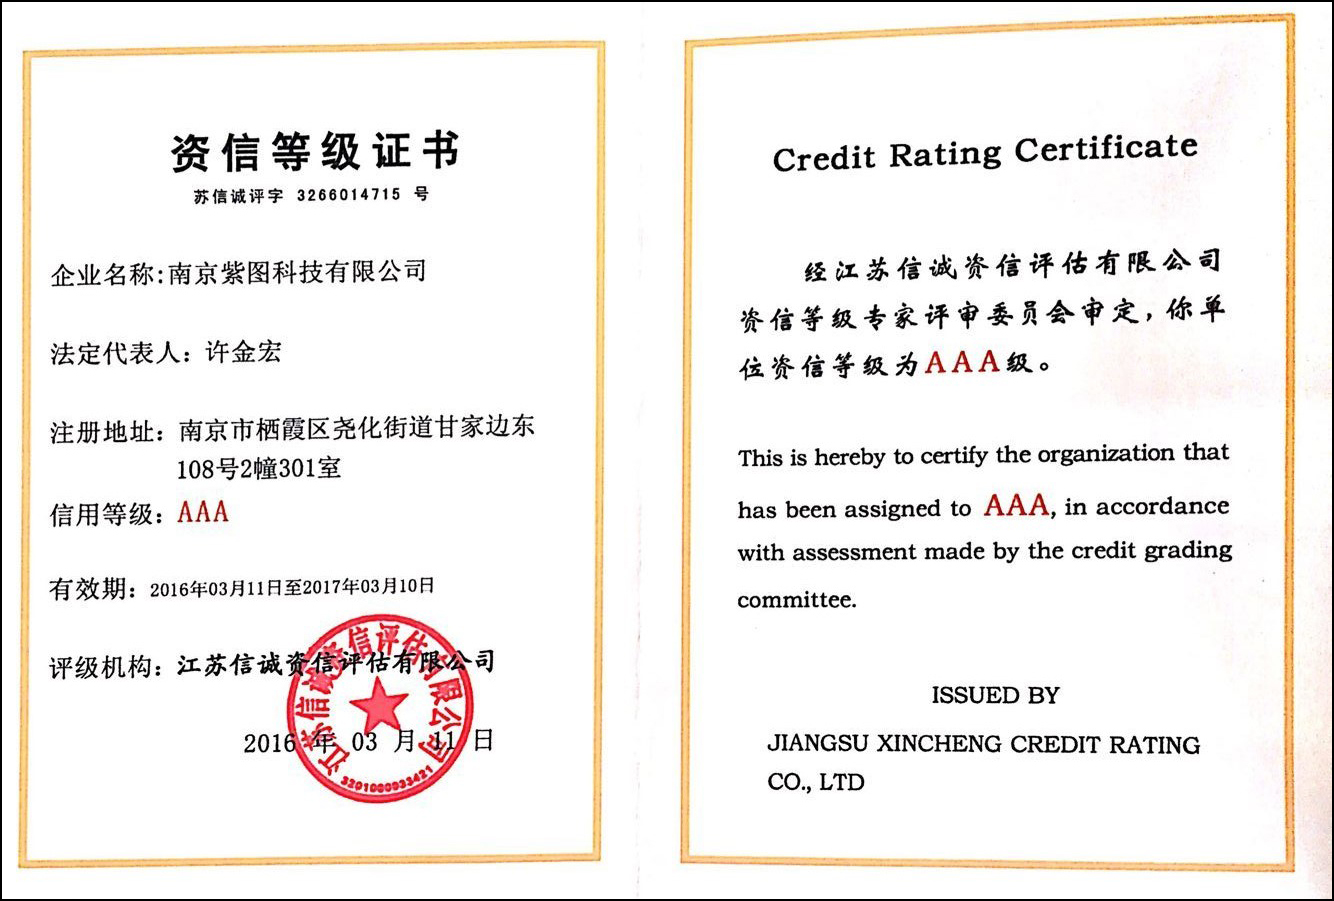 资信等级证书
苏信诚评字 3266014715 号
企业名称:南京紫图科技有限公司
法定代表人: 许金宏
注册地址: 南京市栖霞区尧化街道甘家边东
108号2幢301室
信用等级: AAA
有效期: 2016年03月11日至2017年03月10日
评级机构: 江苏信诚资信评估有限公司
2016 年 03 月 11 日
江苏信诚资信评估有限公司
3201060933421
Credit Rating Certificate
经江苏信诚资信评估有限公司
资信等级专家评审委员会审定，你单
位资信等级为AAA级。
This is hereby to certify the organization that
has been assigned to AAA, in accordance
with assessment made by the credit grading
committee.
ISSUED BY
JIANGSU XINCHENG CREDIT RATING
CO., LTD